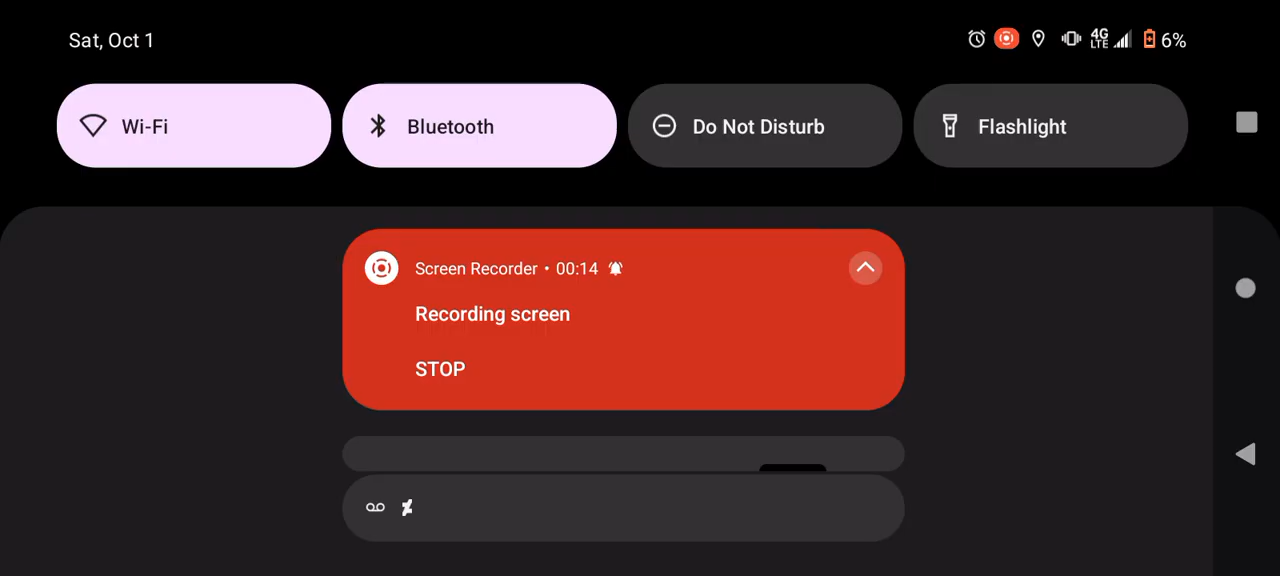 Sat, Oct 1
4G LTE 6%
Wi-Fi
Bluetooth
Do Not Disturb
Flashlight
Screen Recorder • 00:14
Recording screen
STOP